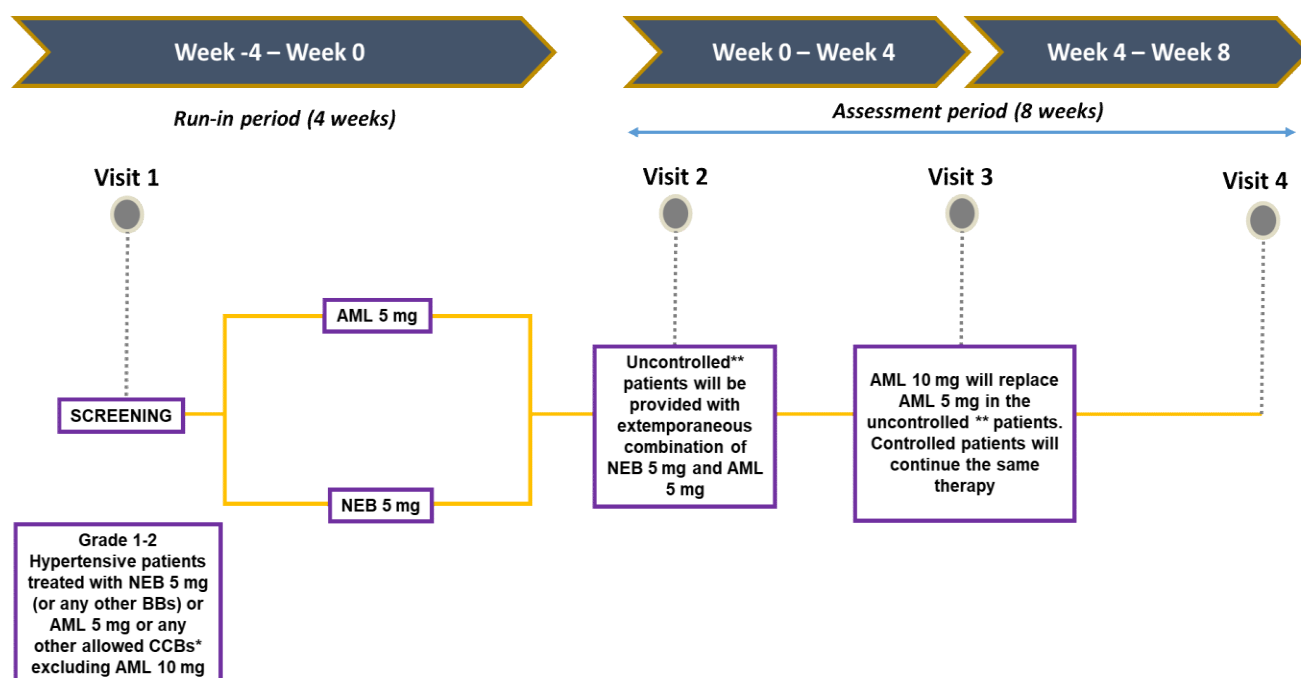 Week -4 – Week 0
Week 0 – Week 4
Week 4 – Week 8
Run-in period (4 weeks)
Assessment period (8 weeks)
Visit 1
Visit 2
Visit 3
Visit 4
SCREENING
AML 5 mg
NEB 5 mg
Grade 1-2
Hypertensive patients
treated with NEB 5 mg
(or any other BBs) or
AML 5 mg or any
other allowed CCBs*
excluding AML 10 mg
Uncontrolled**
patients will be
provided with
extemporaneous
combination of
NEB 5 mg and AML
5 mg
AML 10 mg will replace
AML 5 mg in the
uncontrolled ** patients.
Controlled patients will
continue the same
therapy